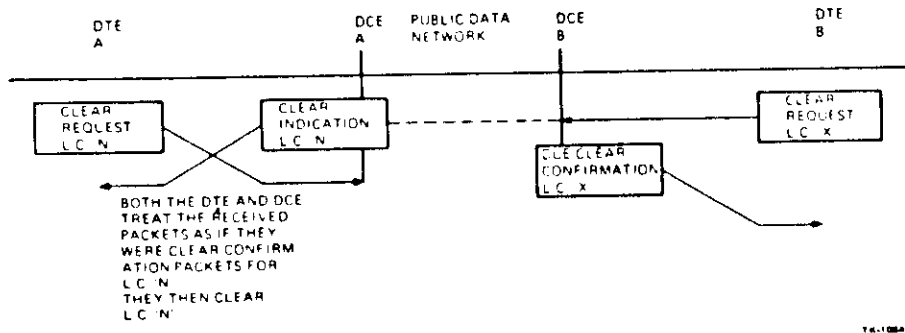 DTE
A
DCE
A
PUBLIC DATA
NETWORK
DCE
B
DTE
B
CLEAR
REQUEST
L C 'N
CLEAR
INDICATION
L C 'N
CLEAR
REQUEST
L C 'X
CLEAR
CONFIRMATION
L C 'X
BOTH THE DTE AND DCE
TREAT THE RECEIVED
PACKETS AS IF THEY
WERE CLEAR CONFIRM
ATION PACKETS FOR
L C 'N
THEY THEN CLEAR
L C 'N'